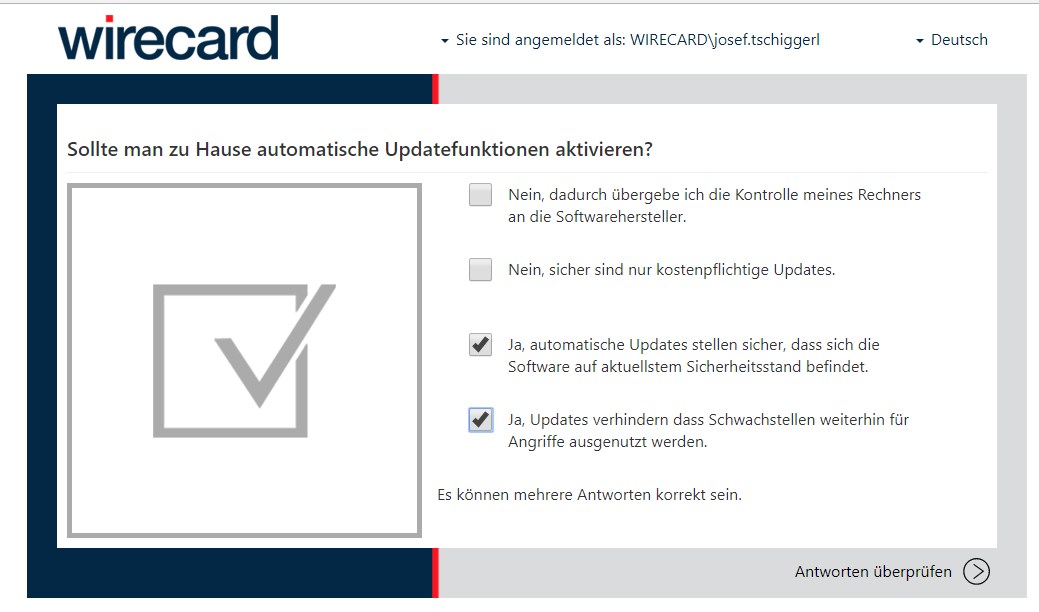 wirecard
Sie sind angemeldet als: WIRECARD\josef.tschiggerl
Deutsch
Sollte man zu Hause automatische Updatefunktionen aktivieren?
Nein, dadurch übergebe ich die Kontrolle meines Rechners
an die Softwarehersteller.
Nein, sicher sind nur kostenpflichtige Updates.
Ja, automatische Updates stellen sicher, dass sich die
Software auf aktuellstem Sicherheitsstand befindet.
Ja, Updates verhindern dass Schwachstellen weiterhin für
Angriffe ausgenutzt werden.
Es können mehrere Antworten korrekt sein.
Antworten überprüfen